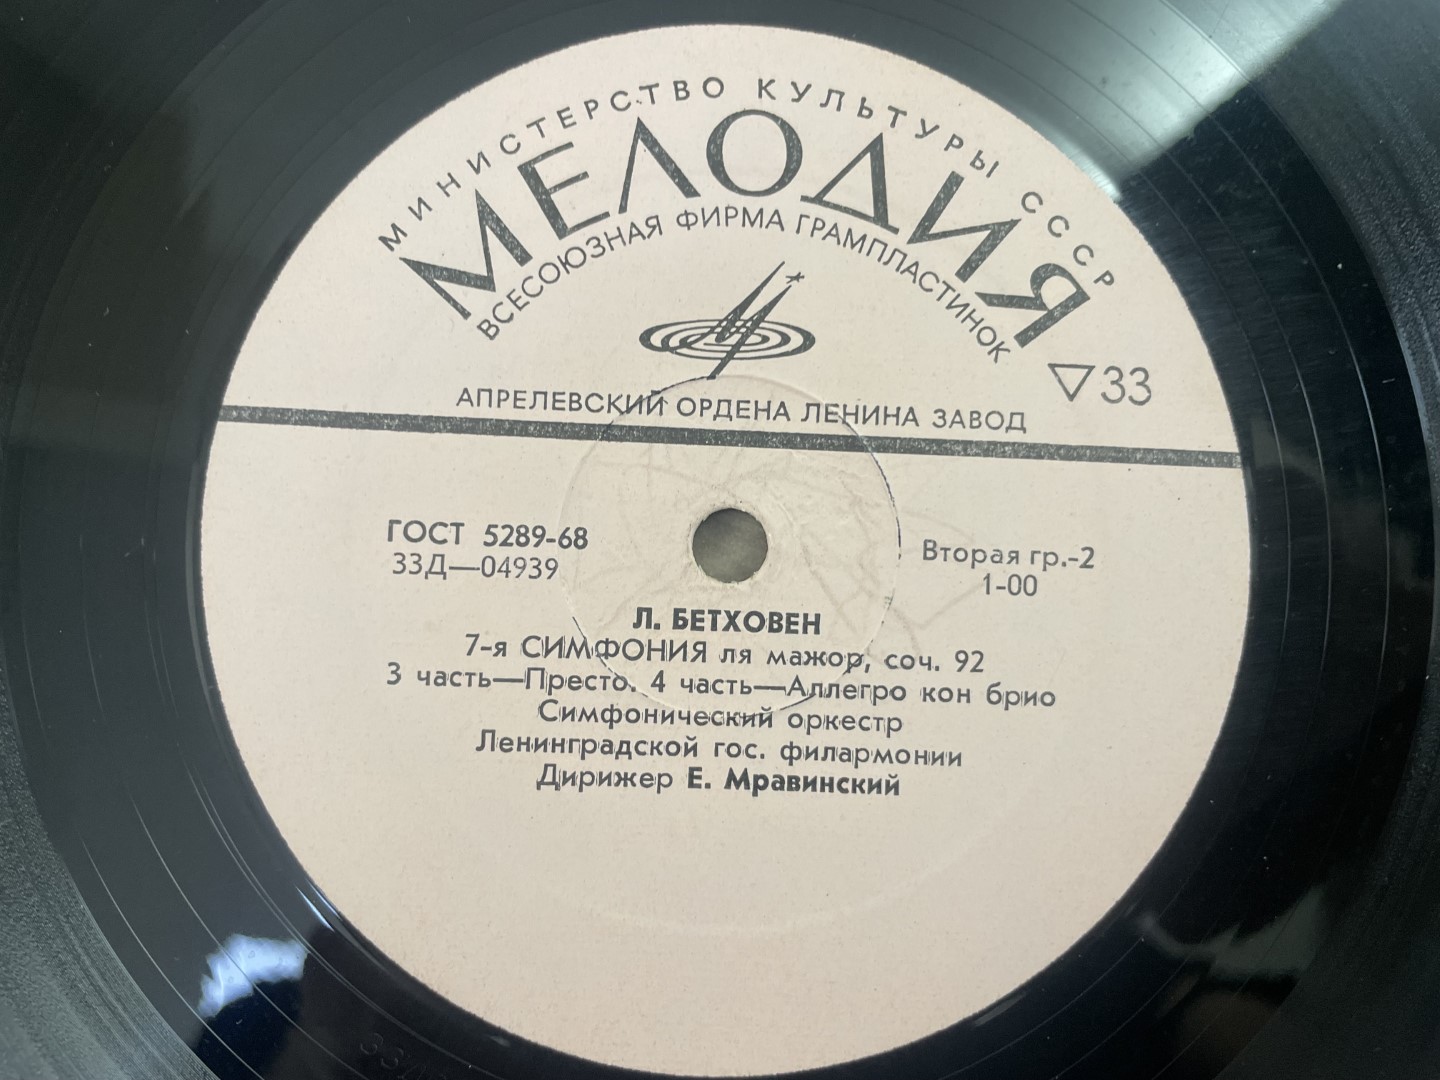 МИНИСТЕРСТВО КУЛЬТУРЫ СССР
МЕЛОДИЯ
ВСЕСОЮЗНАЯ ФИРМА ГРАМПЛАСТИНОК
33
АПРЕЛЕВСКИЙ ОРДЕНА ЛЕНИНА ЗАВОД
ГОСТ 5289-68
33Д—04939
Вторая гр.-2
1-00
Л. БЕТХОВЕН
7-я СИМФОНИЯ ля мажор, соч. 92
3 часть—Престо. 4 часть—Аллегро кон брио
Симфонический оркестр
Ленинградской гос. филармонии
Дирижер Е. Мравинский